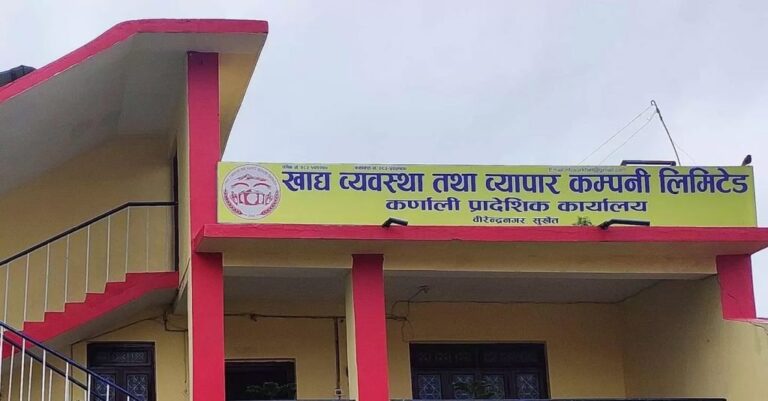 खाद्य व्यवस्था तथा व्यापार कम्पनी लिमिटेड
कर्णाली प्रादेशिक कार्यालय
वीरेन्द्रनगर सुर्खेत